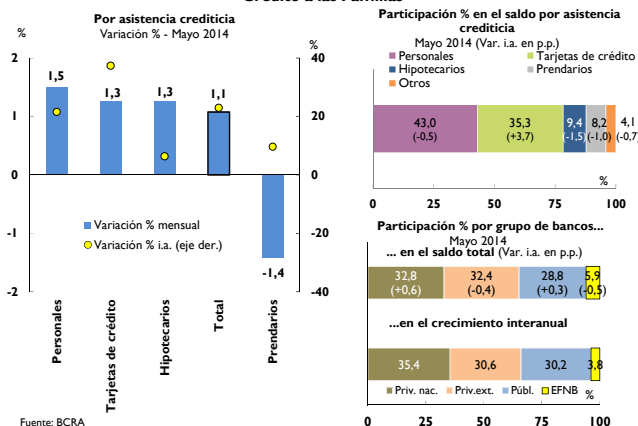 Crédito a las Familias
Por asistencia crediticia
Variación % - Mayo 2014
%
%
2
1
0
-1
-2
40
20
0
-20
-40
1,5
1,3
1,3
1,1
-1,4
Variación % mensual
Variación % i.a. (eje der.)
Personales
Tarjetas de crédito
Hipotecarios
Total
Prendarios
Fuente: BCRA
Participación % en el saldo por asistencia
crediticia
Mayo 2014 (Var. i.a. en p.p.)
Personales
Tarjetas de crédito
Hipotecarios
Prendarios
Otros
43,0 35,3 9,4 8,2 4,1
(-0,5) (+3,7) (-1,5) (-1,0) (-0,7)
%
0 25 50 75 100
Participación % por grupo de bancos...
Mayo 2014
... en el saldo total (Var. i.a. en p.p.)
32,8 32,4 28,8 5,9
(+0,6) (-0,4) (+0,3) (-0,5)
...en el crecimiento interanual
35,4 30,6 30,2 3,8
Priv. nac. Priv.ext. Públ. EFNB
%
0 25 50 75 100